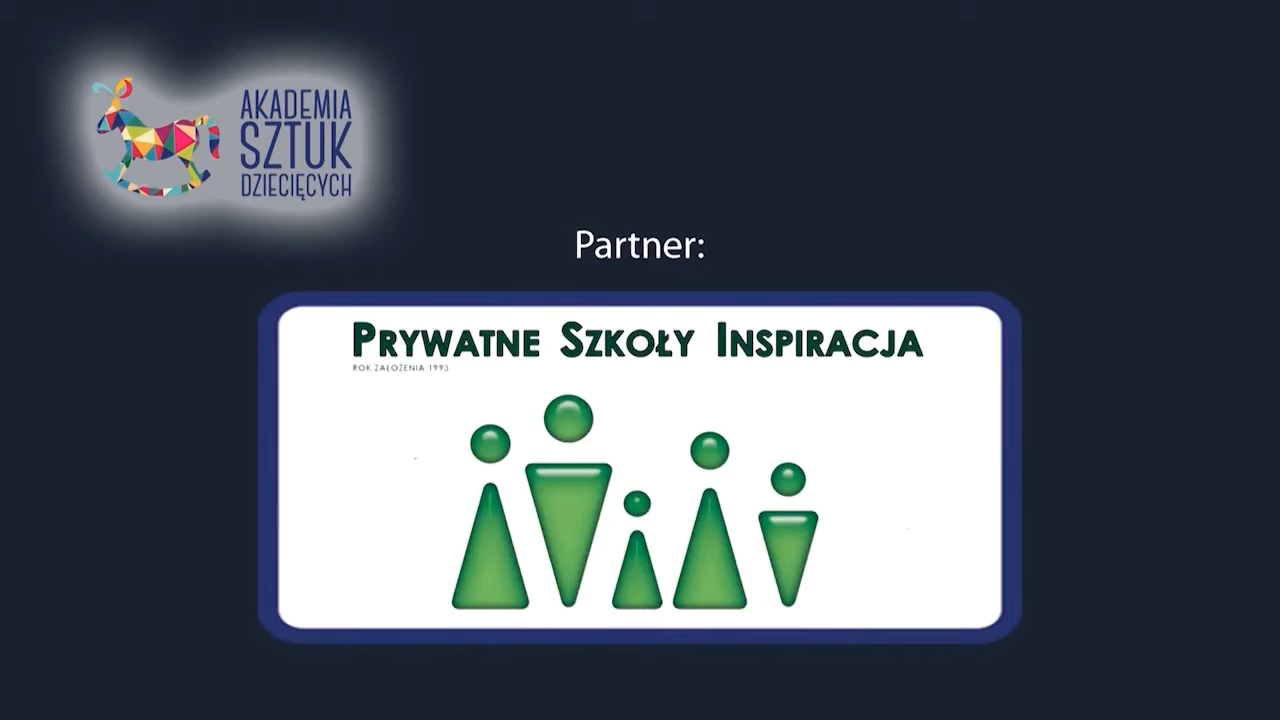 AKADEMIA
SZTUK
DZIECIĘCYCH
Partner:
PRYWATNE SZKOŁY INSPIRACJA
ROK ZAŁOŻENIA 1993